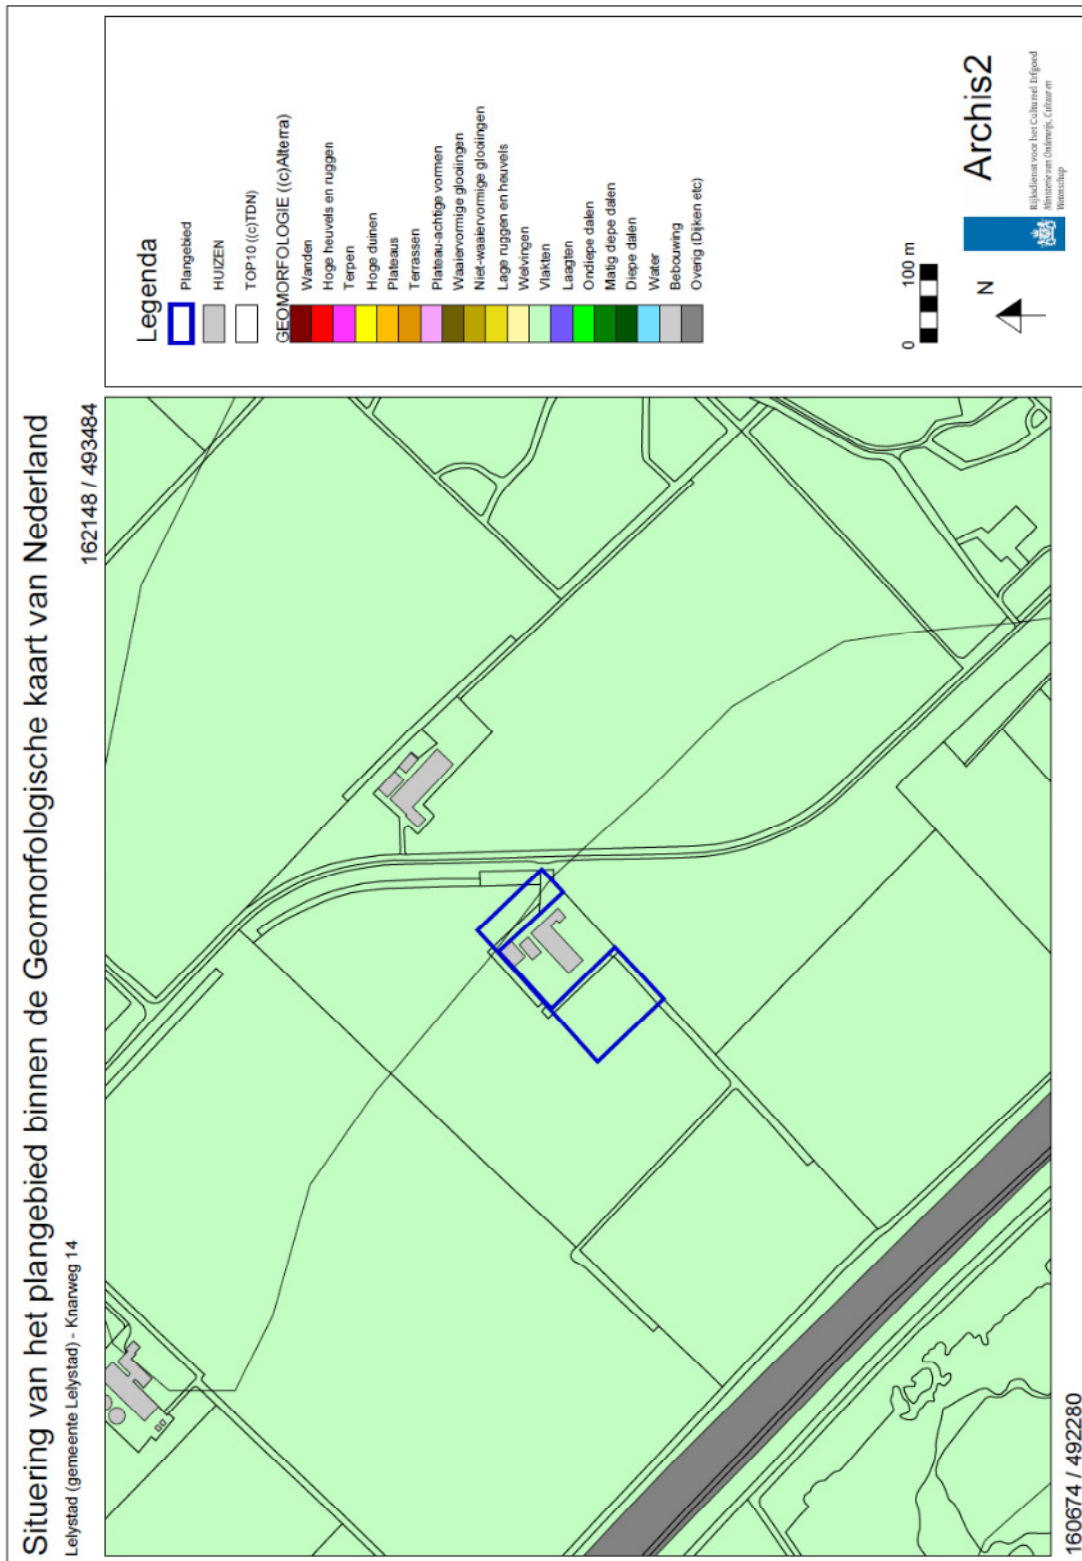 Situering van het plangebied binnen de Geomorfologische kaart van Nederland
Lelystad (gemeente Lelystad) - Knarweg 14
162148 / 493484
160674 / 492280
Legenda
Plangebied
HUIZEN
TOP10 ((c)TDN)
GEOMORFOLOGIE ((c)Alterra)
Wanden
Hoge heuvels en ruggen
Terpen
Hoge duinen
Plateaus
Terrassen
Plateau-achtige vormen
Waaiervormige glooiingen
Niet-waaiervormige glooiingen
Lage ruggen en heuvels
Welvingen
Vlakten
Laagten
Ondiepe dalen
Matig diepe dalen
Diepe dalen
Water
Bebouwing
Overig (Dijken etc)
0 100 m
N
Archis2
Rijksdienst voor het Cultureel Erfgoed
Ministerie van Onderwijs, Cultuur en
Wetenschap